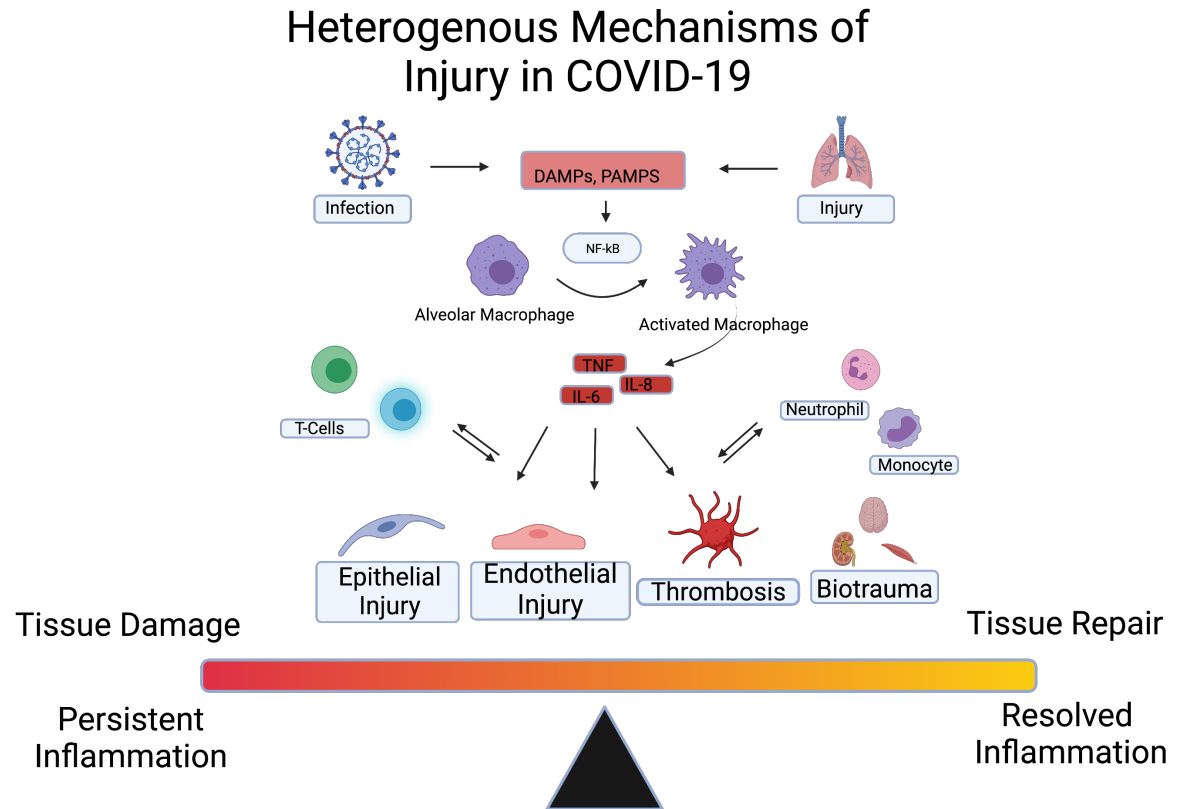 Heterogenous Mechanisms of
Injury in COVID-19
DAMPs, PAMPS
Infection
Injury
NF-kB
Alveolar Macrophage
Activated Macrophage
TNF
IL-8
IL-6
T-Cells
Neutrophil
Monocyte
Epithelial
Injury
Endothelial
Injury
Thrombosis
Biotrauma
Tissue Damage
Tissue Repair
Persistent
Inflammation
Resolved
Inflammation